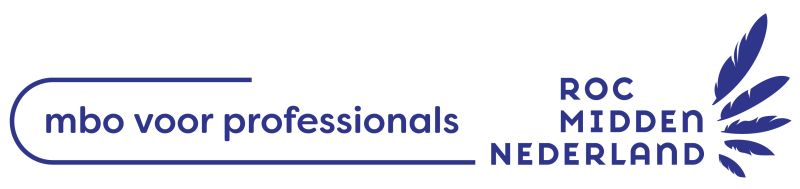 mbo voor professionals
ROC
MIDDEN
NEDERLAND